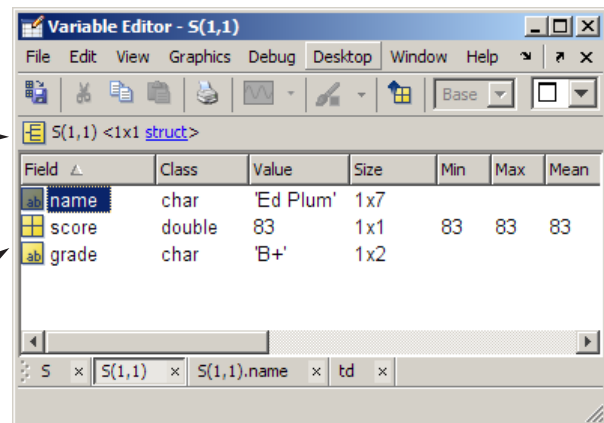 Variable Editor - S(1,1)
File Edit View Graphics Debug Desktop Window Help
Base
S(1,1) <1x1 struct>
Field Class Value Size Min Max Mean
ab name char 'Ed Plum' 1x7
score double 83 1x1 83 83 83
ab grade char 'B+' 1x2
S × S(1,1) × S(1,1).name × td ×